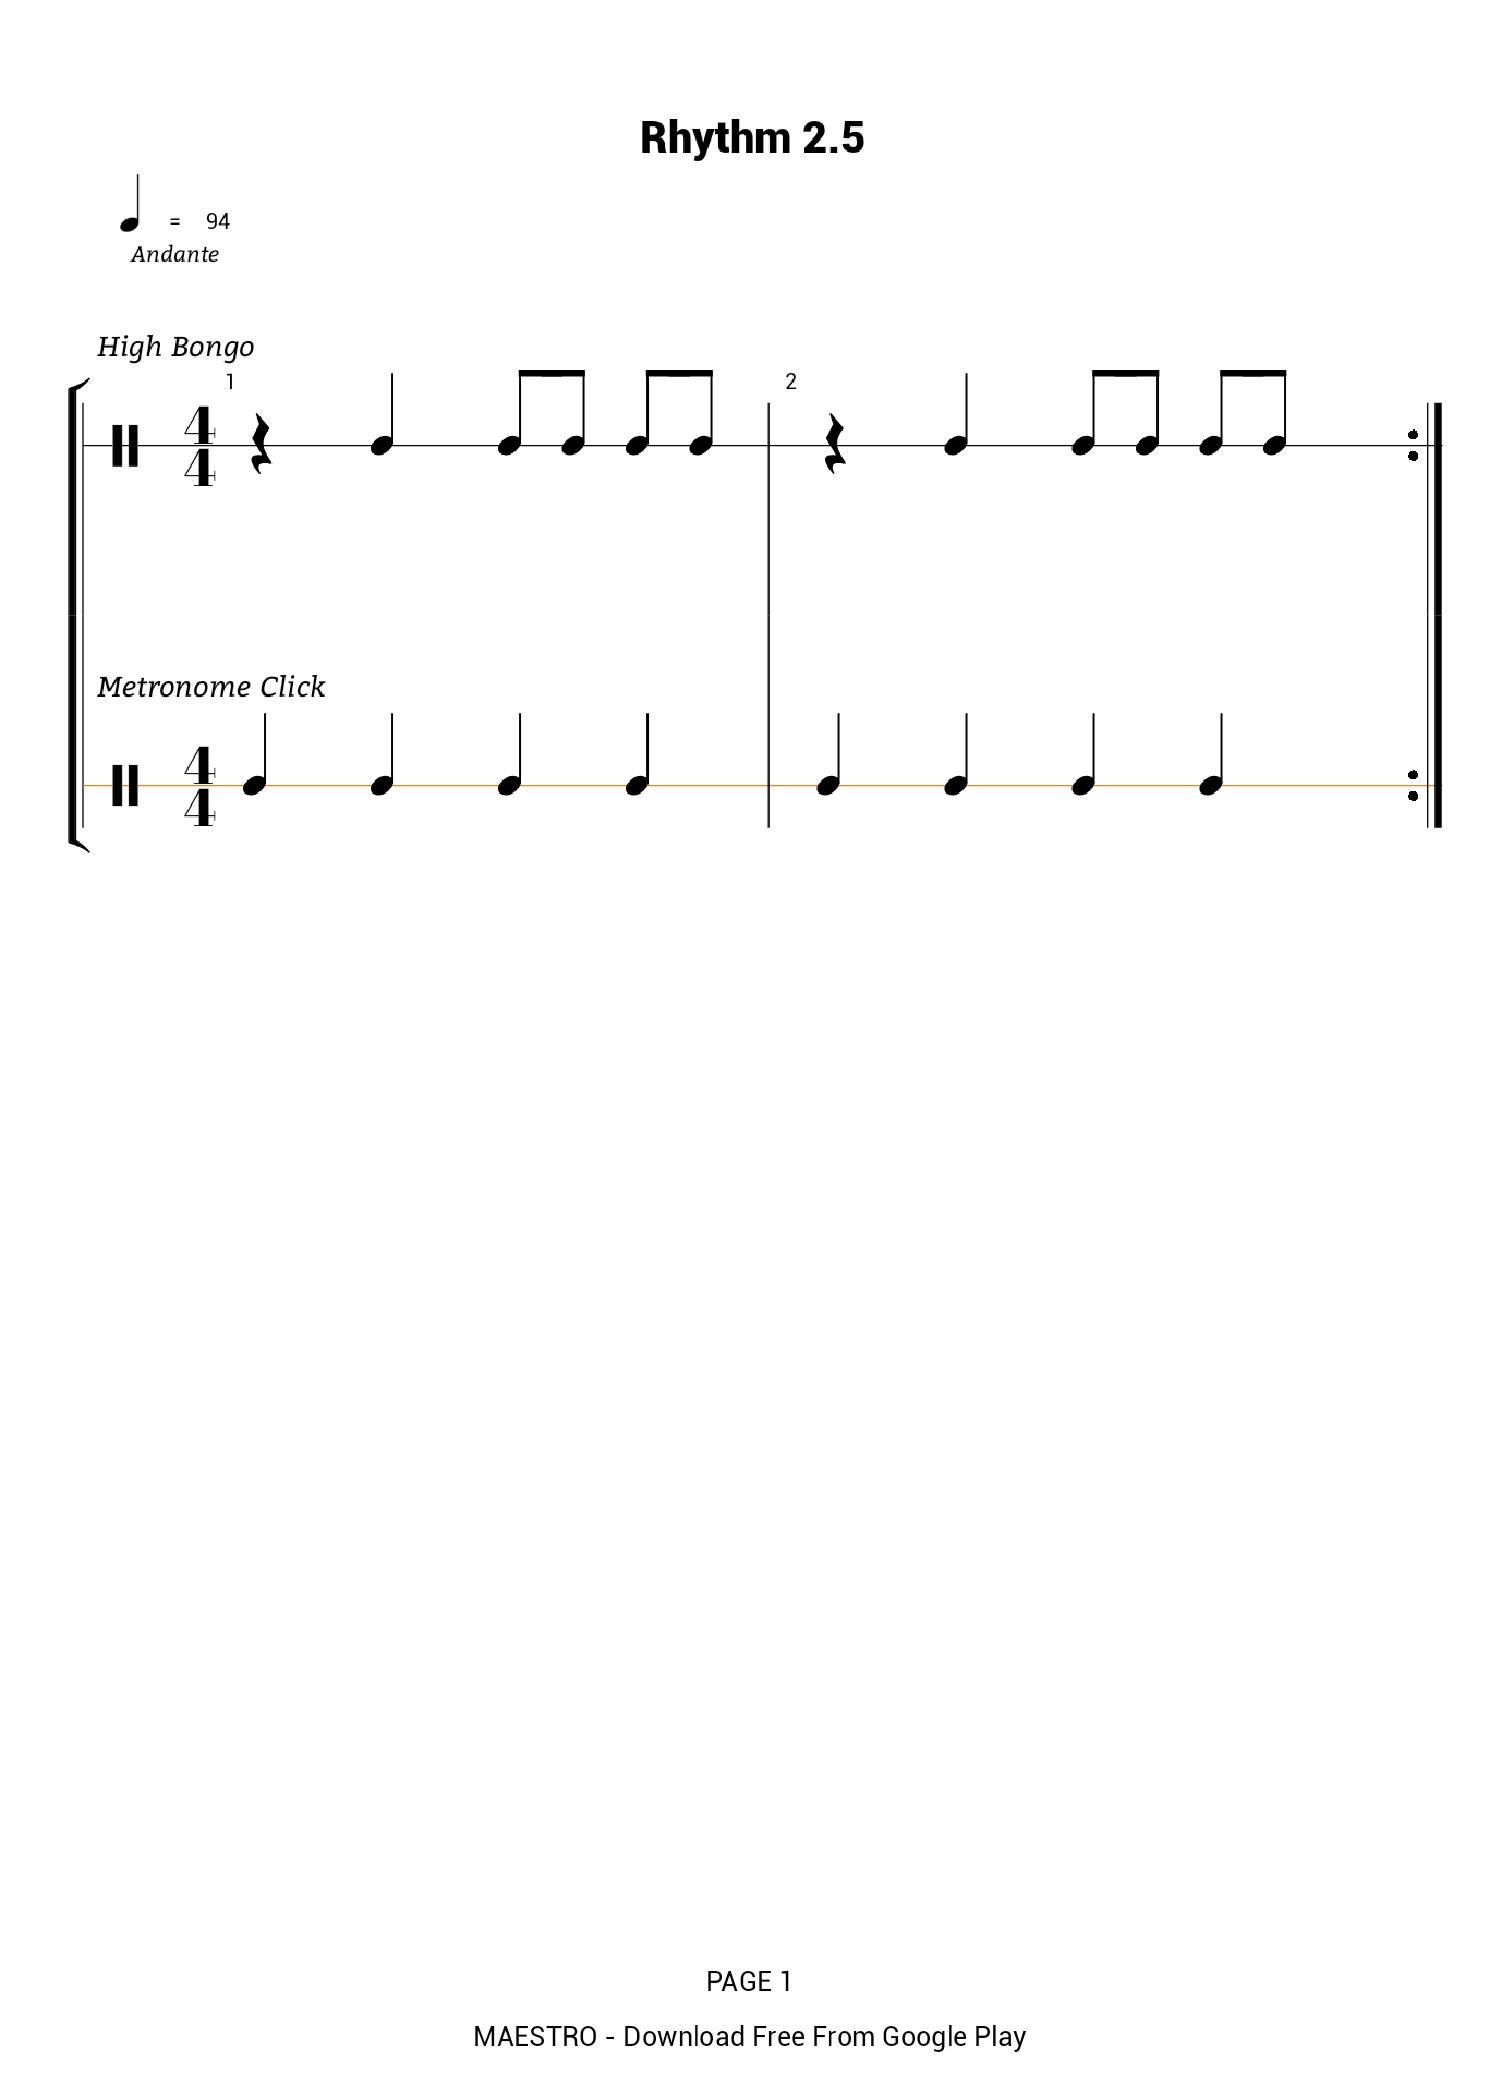 Rhythm 2.5
= 94
Andante
High Bongo
1 2
4
4
Metronome Click
4
4
PAGE 1
MAESTRO - Download Free From Google Play